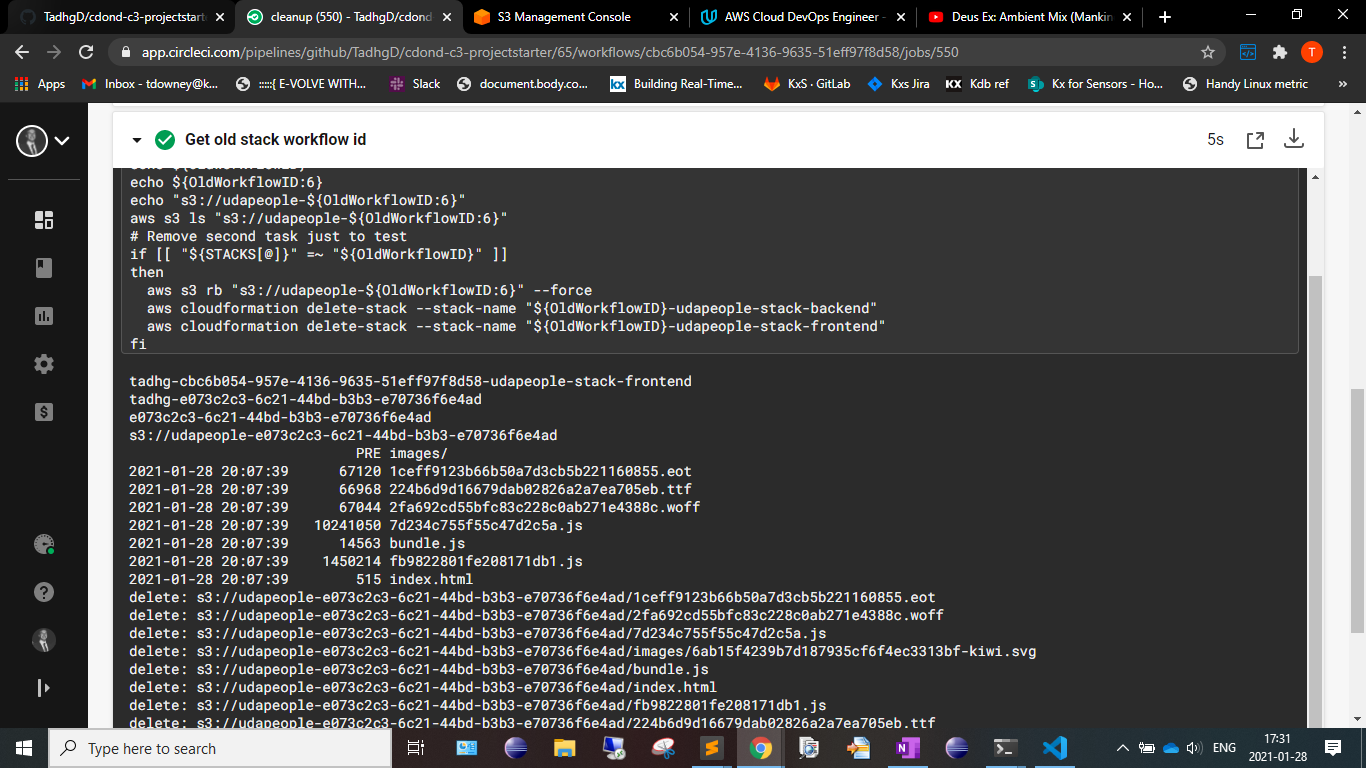 TadhgD/cdond-c3-projectstarte
cleanup (550) - TadhgD/cdond
S3 Management Console
AWS Cloud DevOps Engineer -
Deus Ex: Ambient Mix (Mankin
app.circleci.com/pipelines/github/TadhgD/cdond-c3-projectstarter/65/workflows/cbc6b054-957e-4136-9635-51eff97f8d58/jobs/550
T
Apps
Inbox - tdowney@k...
:::::{ E-VOLVE WITH...
Slack
document.body.co...
kx Building Real-Time...
KxS · GitLab
Kxs Jira
KX Kdb ref
Kx for Sensors - Ho...
Handy Linux metric
»
Get old stack workflow id
5s
echo ${OldWorkflowID}
echo ${OldWorkflowID:6}
echo "s3://udapeople-${OldWorkflowID:6}"
aws s3 ls "s3://udapeople-${OldWorkflowID:6}"
# Remove second task just to test
if [[ "${STACKS[@]}" =~ "${OldWorkflowID}" ]]
then
  aws s3 rb "s3://udapeople-${OldWorkflowID:6}" --force
  aws cloudformation delete-stack --stack-name "${OldWorkflowID}-udapeople-stack-backend"
  aws cloudformation delete-stack --stack-name "${OldWorkflowID}-udapeople-stack-frontend"
fi
tadhg-cbc6b054-957e-4136-9635-51eff97f8d58-udapeople-stack-frontend
tadhg-e073c2c3-6c21-44bd-b3b3-e70736f6e4ad
e073c2c3-6c21-44bd-b3b3-e70736f6e4ad
s3://udapeople-e073c2c3-6c21-44bd-b3b3-e70736f6e4ad
PRE images/
2021-01-28 20:07:39 67120 1ceff9123b66b50a7d3cb5b221160855.eot
2021-01-28 20:07:39 66968 224b6d9d16679dab02826a2a7ea705eb.ttf
2021-01-28 20:07:39 67044 2fa692cd55bfc83c228c0ab271e4388c.woff
2021-01-28 20:07:39 10241050 7d234c755f55c47d2c5a.js
2021-01-28 20:07:39 14563 bundle.js
2021-01-28 20:07:39 1450214 fb9822801fe208171db1.js
2021-01-28 20:07:39 515 index.html
delete: s3://udapeople-e073c2c3-6c21-44bd-b3b3-e70736f6e4ad/1ceff9123b66b50a7d3cb5b221160855.eot
delete: s3://udapeople-e073c2c3-6c21-44bd-b3b3-e70736f6e4ad/2fa692cd55bfc83c228c0ab271e4388c.woff
delete: s3://udapeople-e073c2c3-6c21-44bd-b3b3-e70736f6e4ad/7d234c755f55c47d2c5a.js
delete: s3://udapeople-e073c2c3-6c21-44bd-b3b3-e70736f6e4ad/images/6ab15f4239b7d187935cf6f4ec3313bf-kiwi.svg
delete: s3://udapeople-e073c2c3-6c21-44bd-b3b3-e70736f6e4ad/bundle.js
delete: s3://udapeople-e073c2c3-6c21-44bd-b3b3-e70736f6e4ad/index.html
delete: s3://udapeople-e073c2c3-6c21-44bd-b3b3-e70736f6e4ad/fb9822801fe208171db1.js
delete: s3://udapeople-e073c2c3-6c21-44bd-b3b3-e70736f6e4ad/224b6d9d16679dab02826a2a7ea705eb.ttf
Type here to search
ENG
17:31
2021-01-28